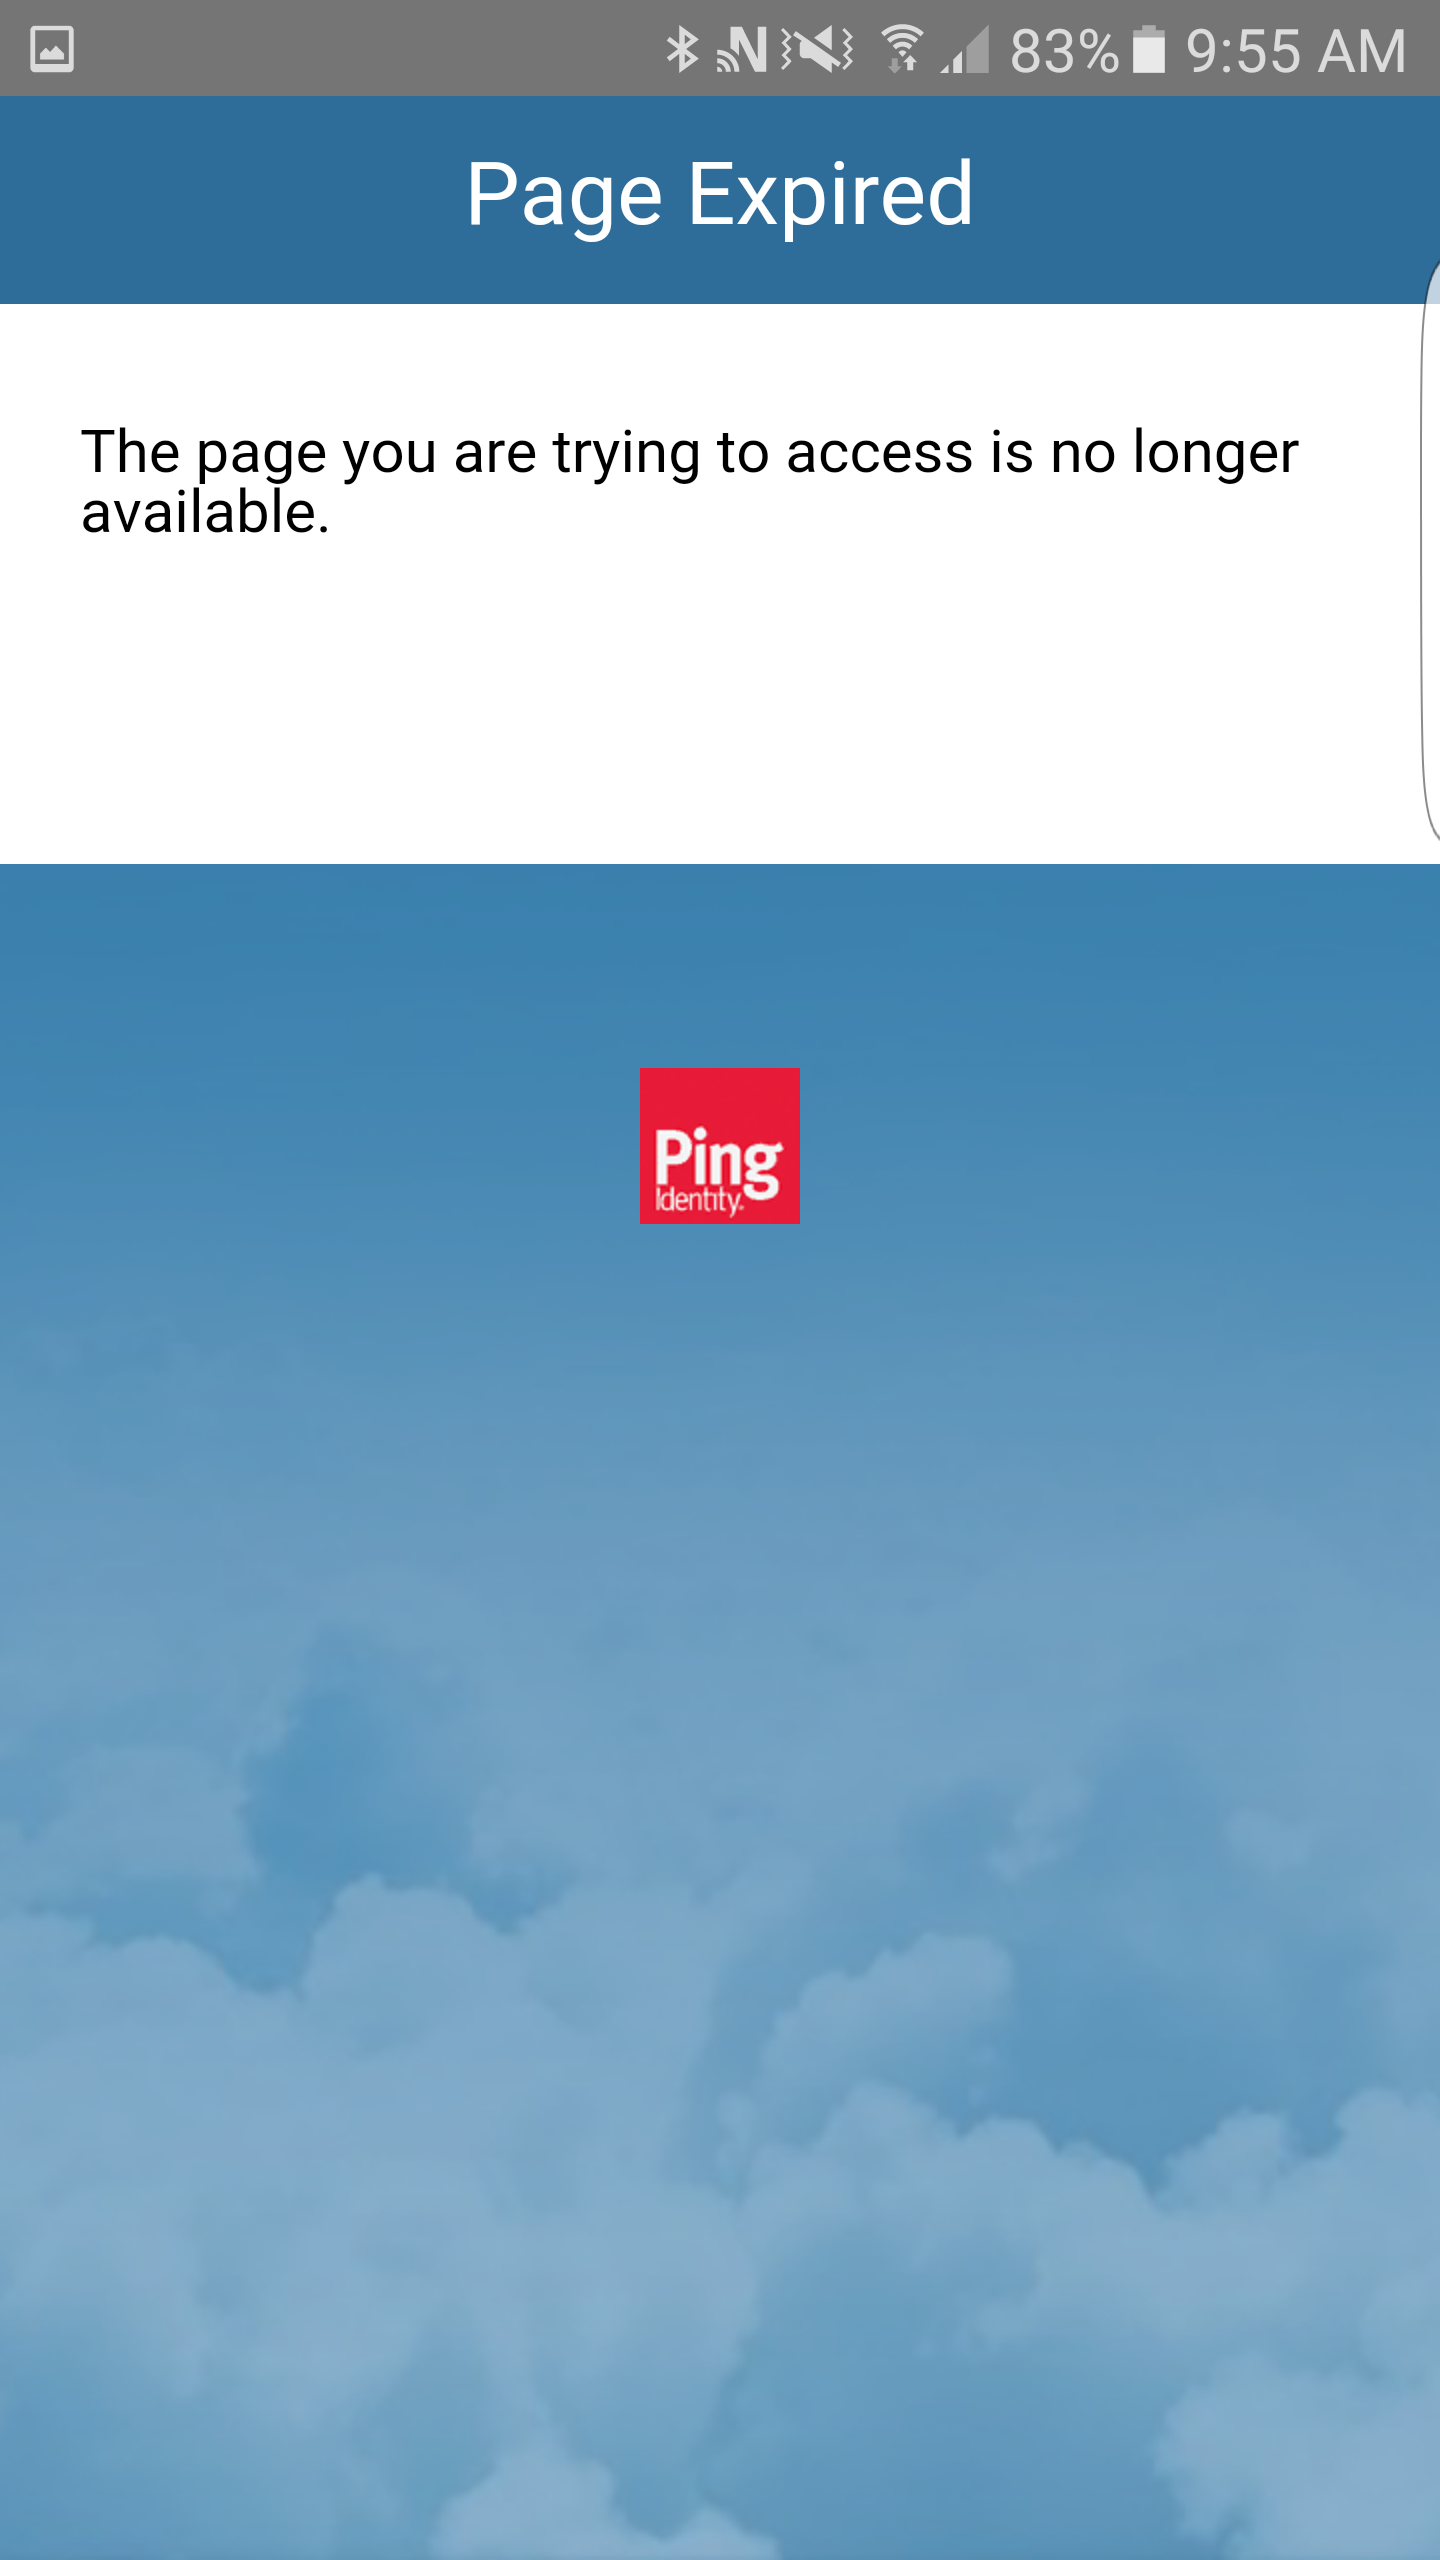 83% 9:55 AM
Page Expired
The page you are trying to access is no longer
available.
Ping
Identity